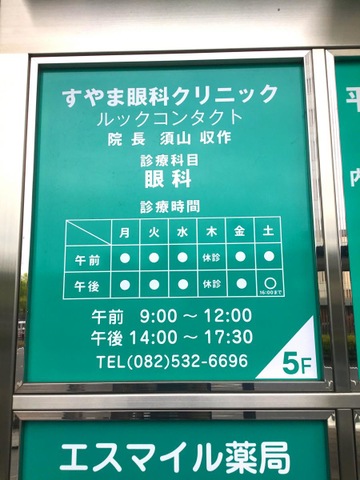 すやま眼科クリニック
ルックコンタクト
院長 須山 収作
診療科目
眼科
診療時間
月 火 水 木 金 土
午前 ● ● ● 休診 ● ●
午後 ● ● ● 休診 ● ○
16:00まで
午前 9:00～12:00
午後 14:00～17:30
TEL(082)532-6696
5F
エスマイル薬局